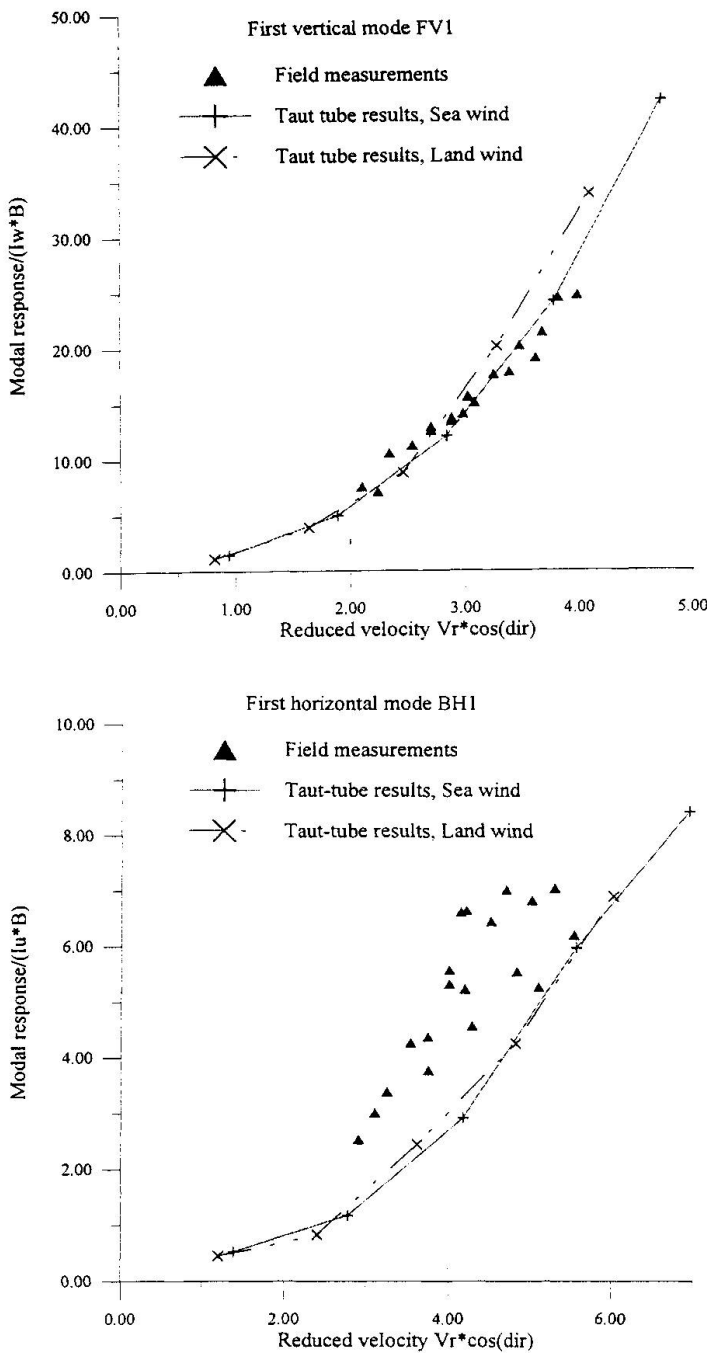 50.00
First vertical mode FV1
Field measurements
Taut tube results, Sea wind
40.00
Taut tube results, Land wind
Modal response/(Iw*B)
30.00
20.00
10.00
0.00
0.00 1.00 2.00 3.00 4.00 5.00
Reduced velocity Vr*cos(dir)
First horizontal mode BH1
10.00
Field measurements
Taut-tube results, Sea wind
8.00
Taut-tube results, Land wind
Modal response/(Iu*B)
6.00
4.00
2.00
0.00
0.00 2.00 4.00 6.00
Reduced velocity Vr*cos(dir)